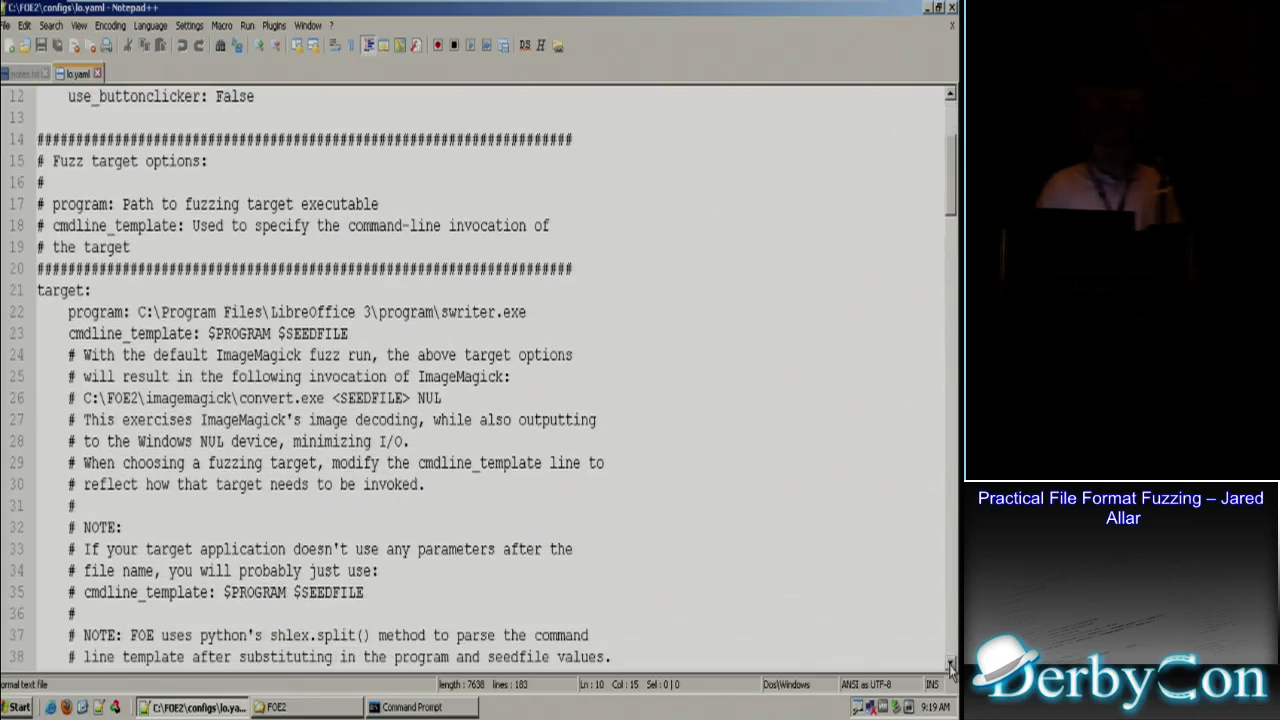 C:\FOE2\configs\lo.yaml - Notepad++
File Edit Search View Encoding Language Settings Macro Run Plugins Window ?
notes.txt lo.yaml
12 use_buttonclicker: False
13
14 #####################################################################
15 # Fuzz target options:
16 #
17 # program: Path to fuzzing target executable
18 # cmdline_template: Used to specify the command-line invocation of
19 # the target
20 #####################################################################
21 target:
22 program: C:\Program Files\LibreOffice 3\program\swriter.exe
23 cmdline_template: $PROGRAM $SEEDFILE
24 # With the default ImageMagick fuzz run, the above target options
25 # will result in the following invocation of ImageMagick:
26 # C:\FOE2\imagemagick\convert.exe <SEEDFILE> NUL
27 # This exercises ImageMagick's image decoding, while also outputting
28 # to the Windows NUL device, minimizing I/O.
29 # When choosing a fuzzing target, modify the cmdline_template line to
30 # reflect how that target needs to be invoked.
31 #
32 # NOTE:
33 # If your target application doesn't use any parameters after the
34 # file name, you will probably just use:
35 # cmdline_template: $PROGRAM $SEEDFILE
36 #
37 # NOTE: FOE uses python's shlex.split() method to parse the command
38 # line template after substituting in the program and seedfile values.
ormal text file length : 7638 lines : 183 Ln : 10 Col : 15 Sel : 0 | 0 Dos\Windows ANSI as UTF-8 INS
Start C:\FOE2\configs\lo.ya... FOE2 Command Prompt 9:19 AM
Practical File Format Fuzzing – Jared
Allar
DerbyCon